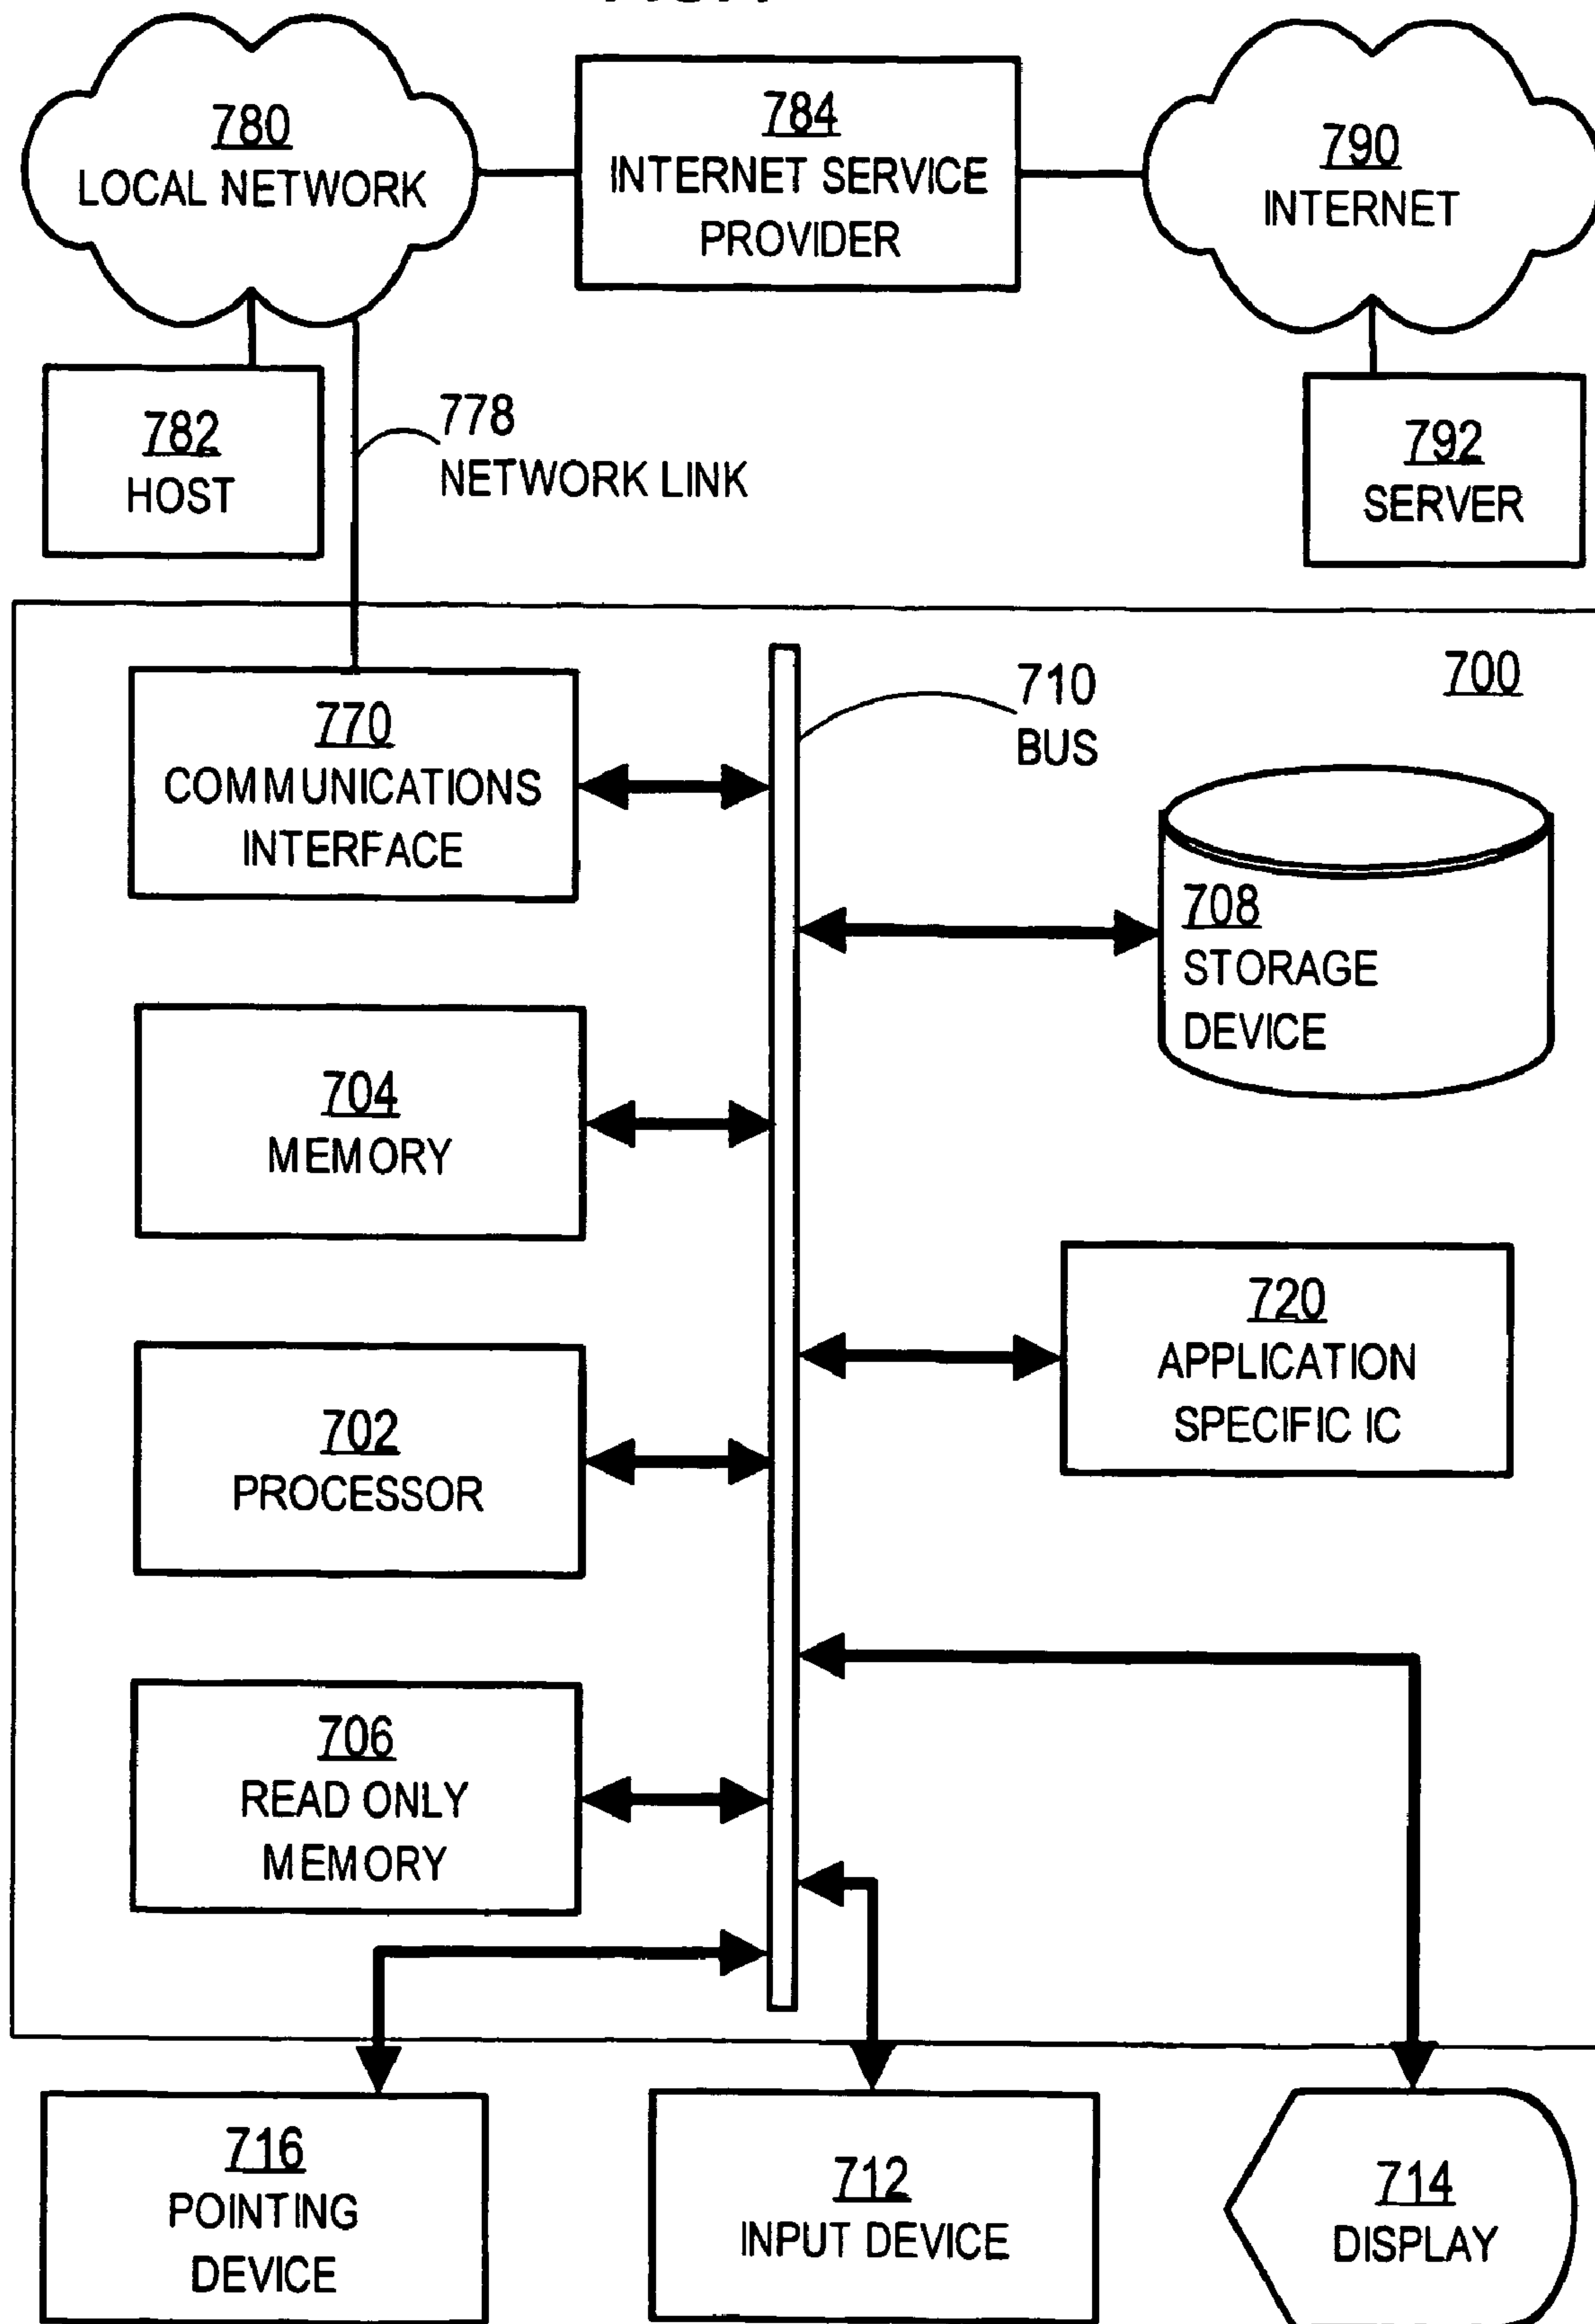 780
LOCAL NETWORK
784
INTERNET SERVICE
PROVIDER
790
INTERNET
782
HOST
778
NETWORK LINK
792
SERVER
700
710
BUS
770
COMMUNICATIONS
INTERFACE
708
STORAGE
DEVICE
704
MEMORY
720
APPLICATION
SPECIFIC IC
702
PROCESSOR
706
READ ONLY
MEMORY
716
POINTING
DEVICE
712
INPUT DEVICE
714
DISPLAY